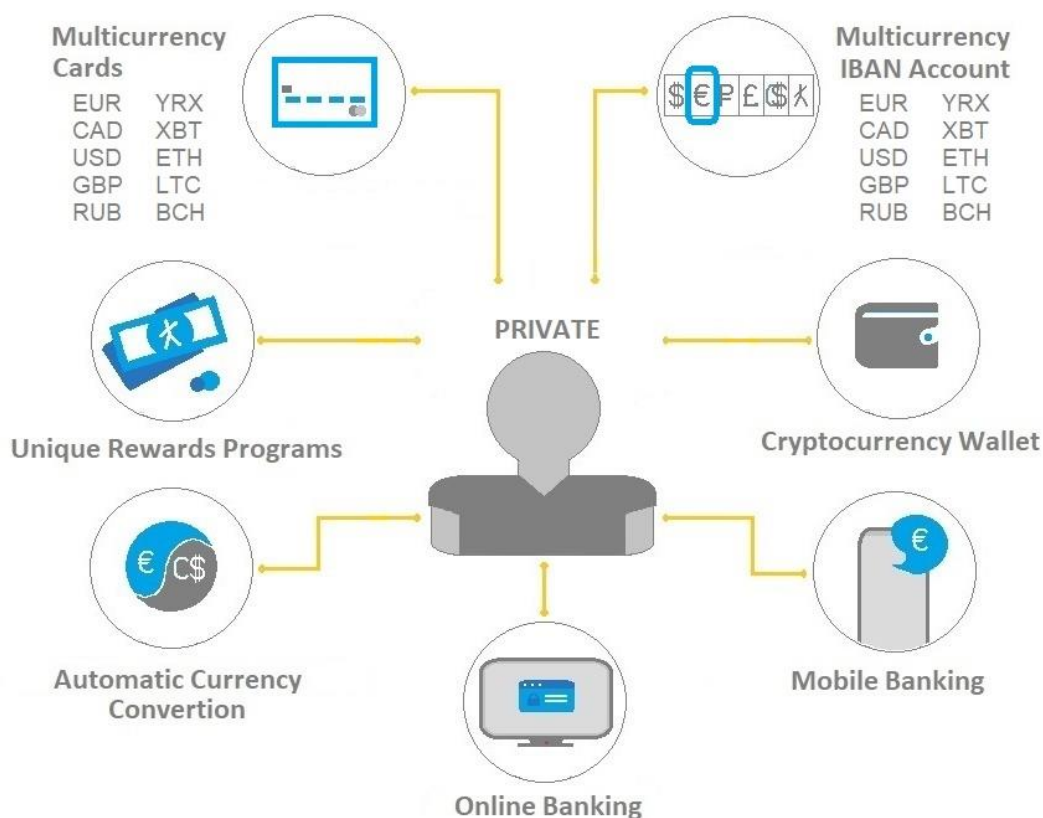 Multicurrency
Cards
EUR YRX
CAD XBT
USD ETH
GBP LTC
RUB BCH
Multicurrency
IBAN Account
$ € ₽ £ C$
EUR YRX
CAD XBT
USD ETH
GBP LTC
RUB BCH
PRIVATE
Unique Rewards Programs
Cryptocurrency Wallet
€ C$
Automatic Currency
Convertion
€
Mobile Banking
Online Banking